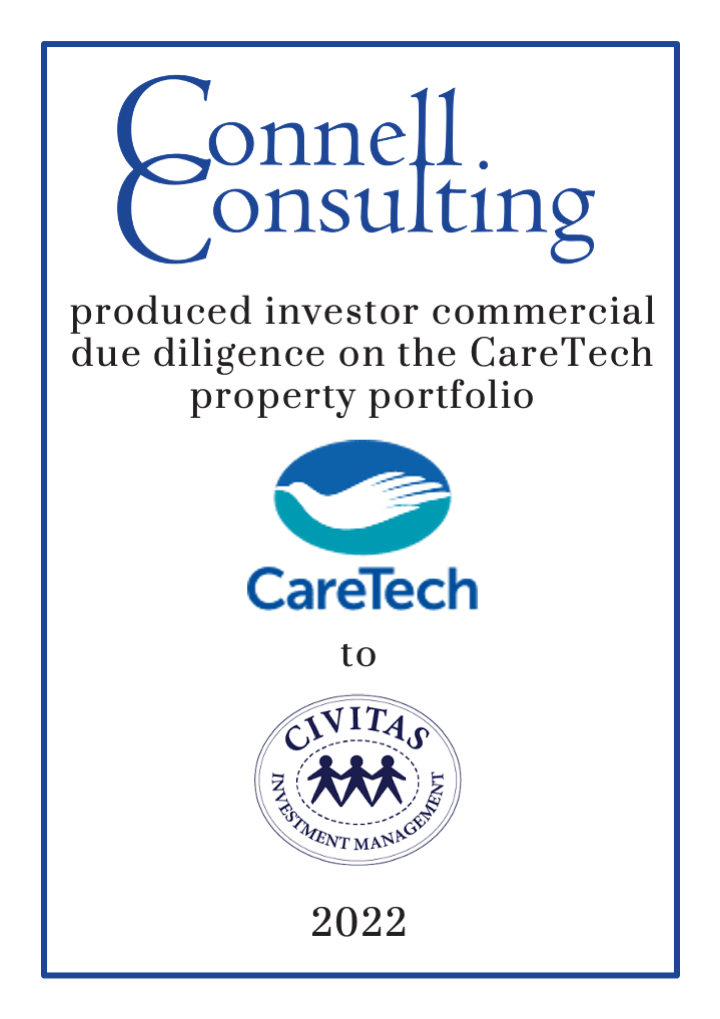 Connell
Consulting
produced investor commercial
due diligence on the CareTech
property portfolio
CareTech
to
CIVITAS
INVESTMENT MANAGEMENT
2022